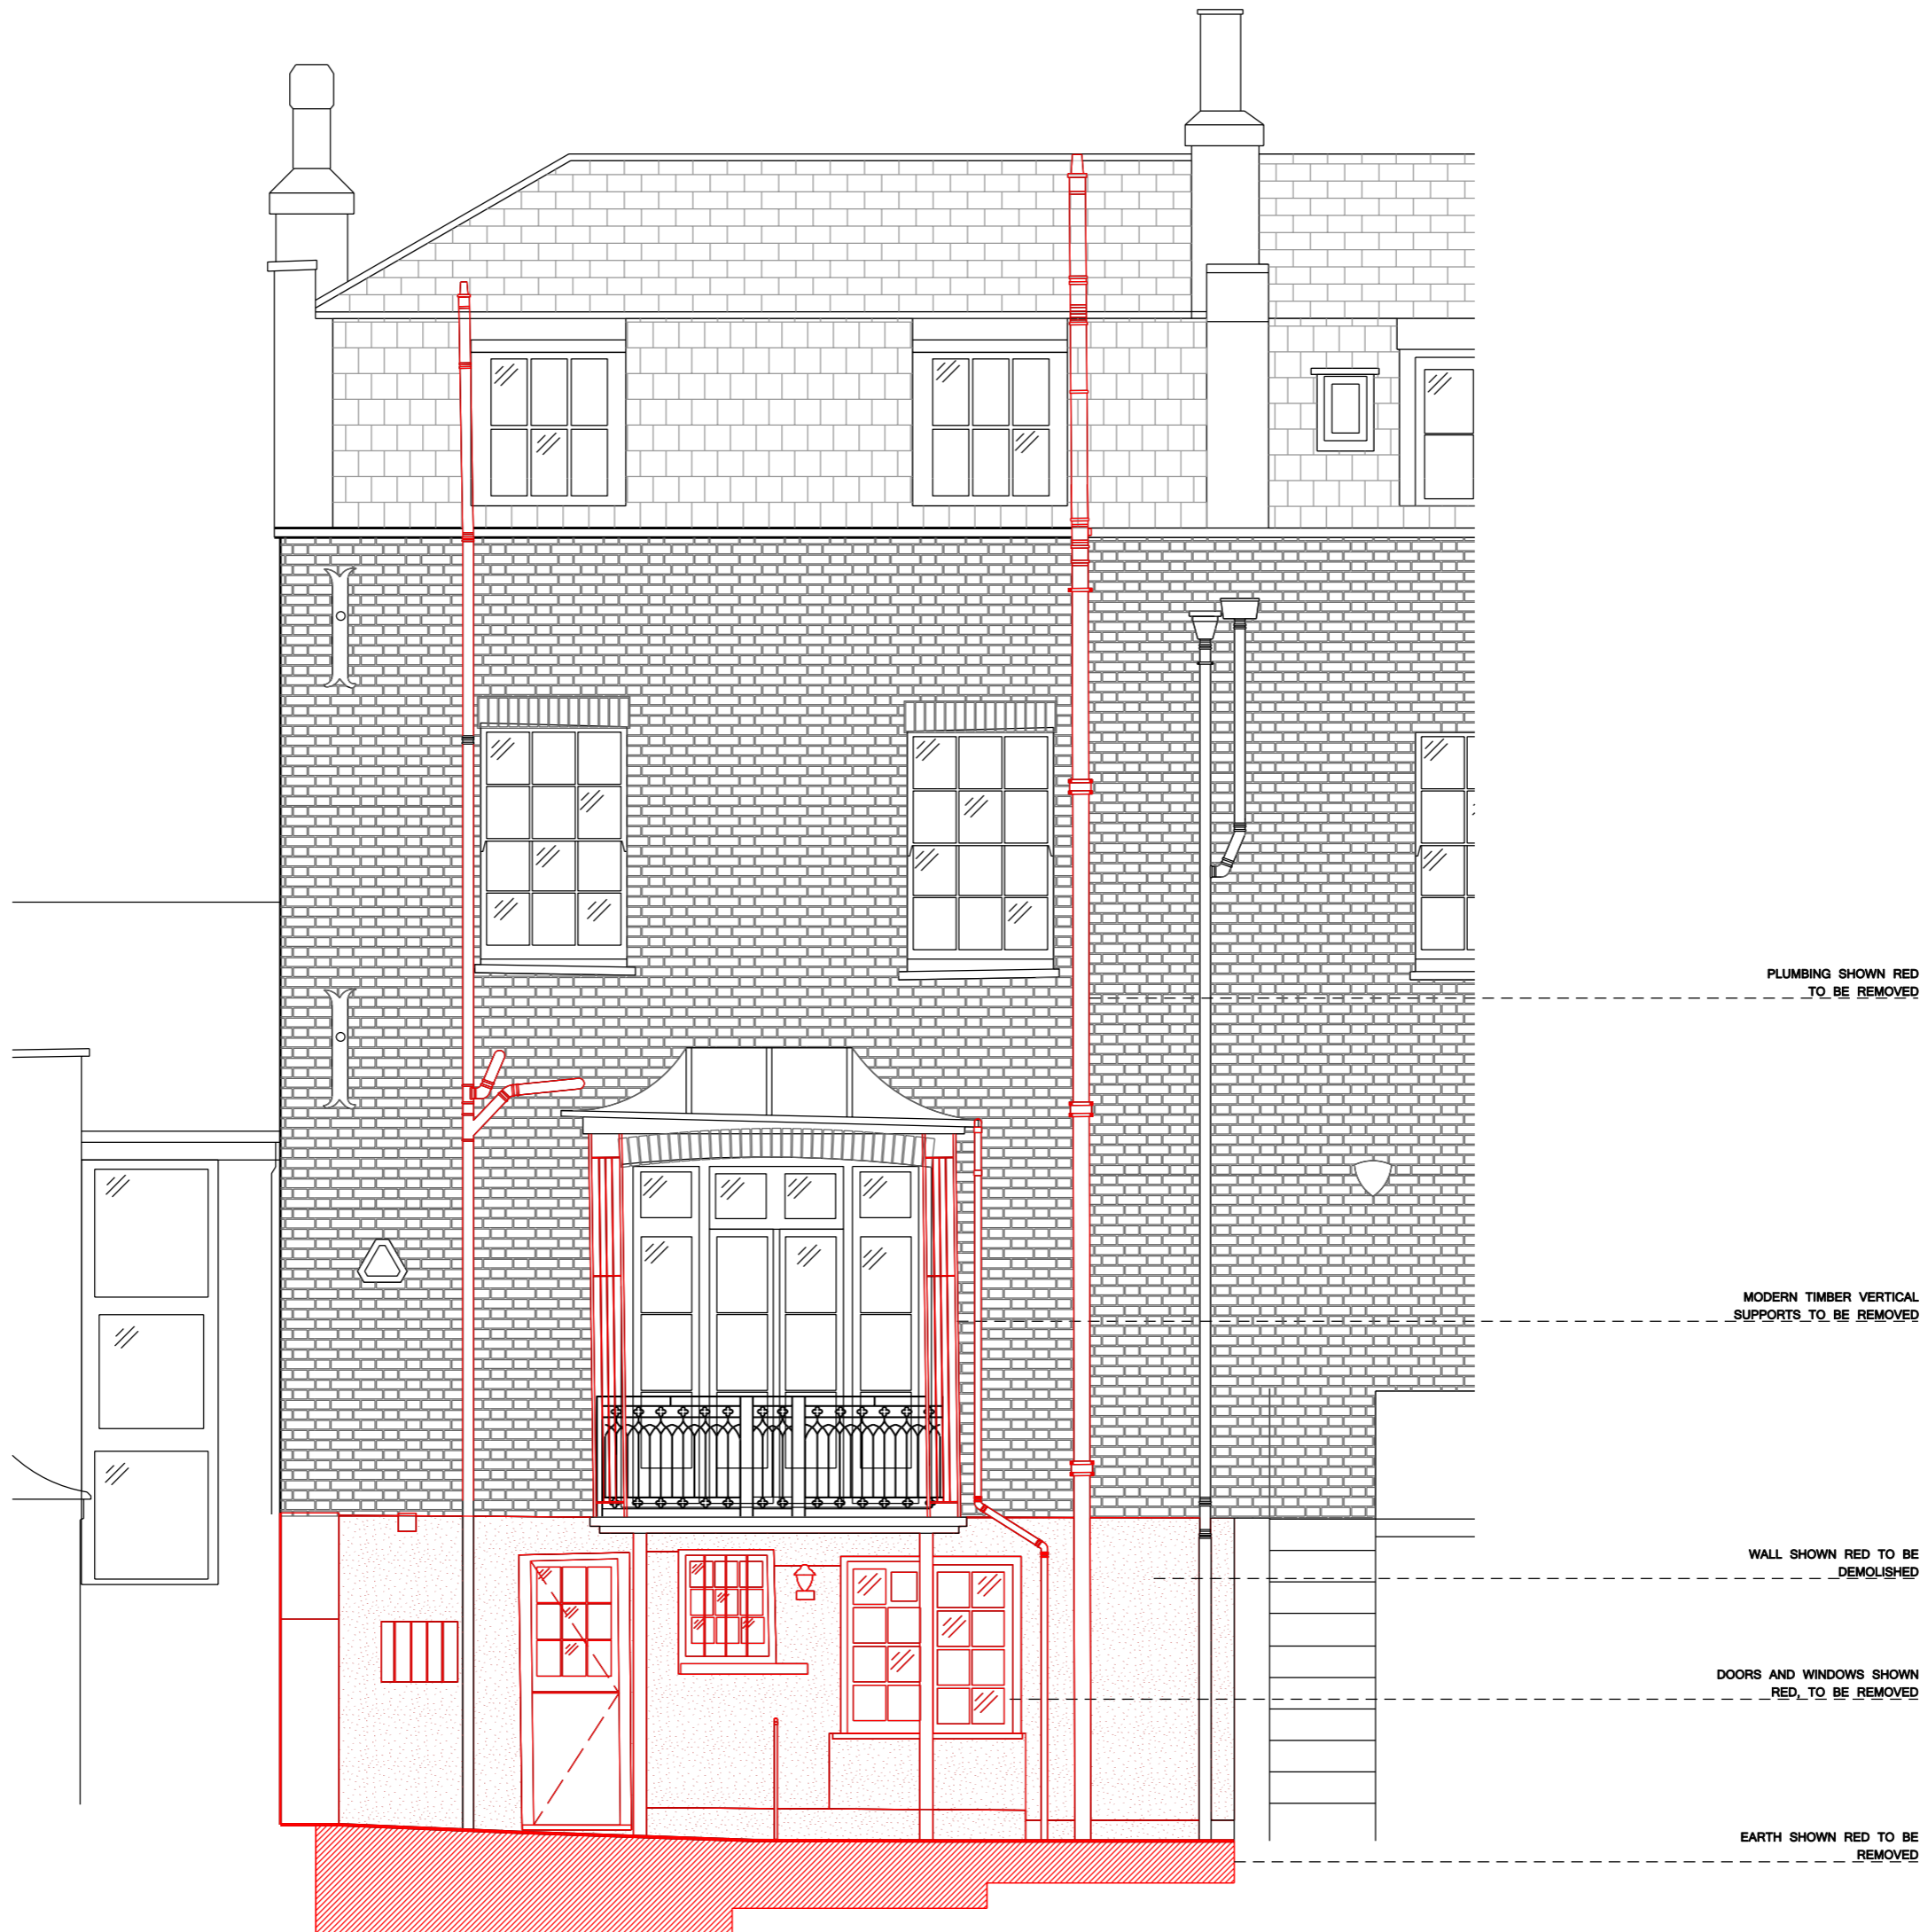 PLUMBING SHOWN RED
TO BE REMOVED
MODERN TIMBER VERTICAL
SUPPORTS TO BE REMOVED
WALL SHOWN RED TO BE
DEMOLISHED
DOORS AND WINDOWS SHOWN
RED, TO BE REMOVED
EARTH SHOWN RED TO BE
REMOVED